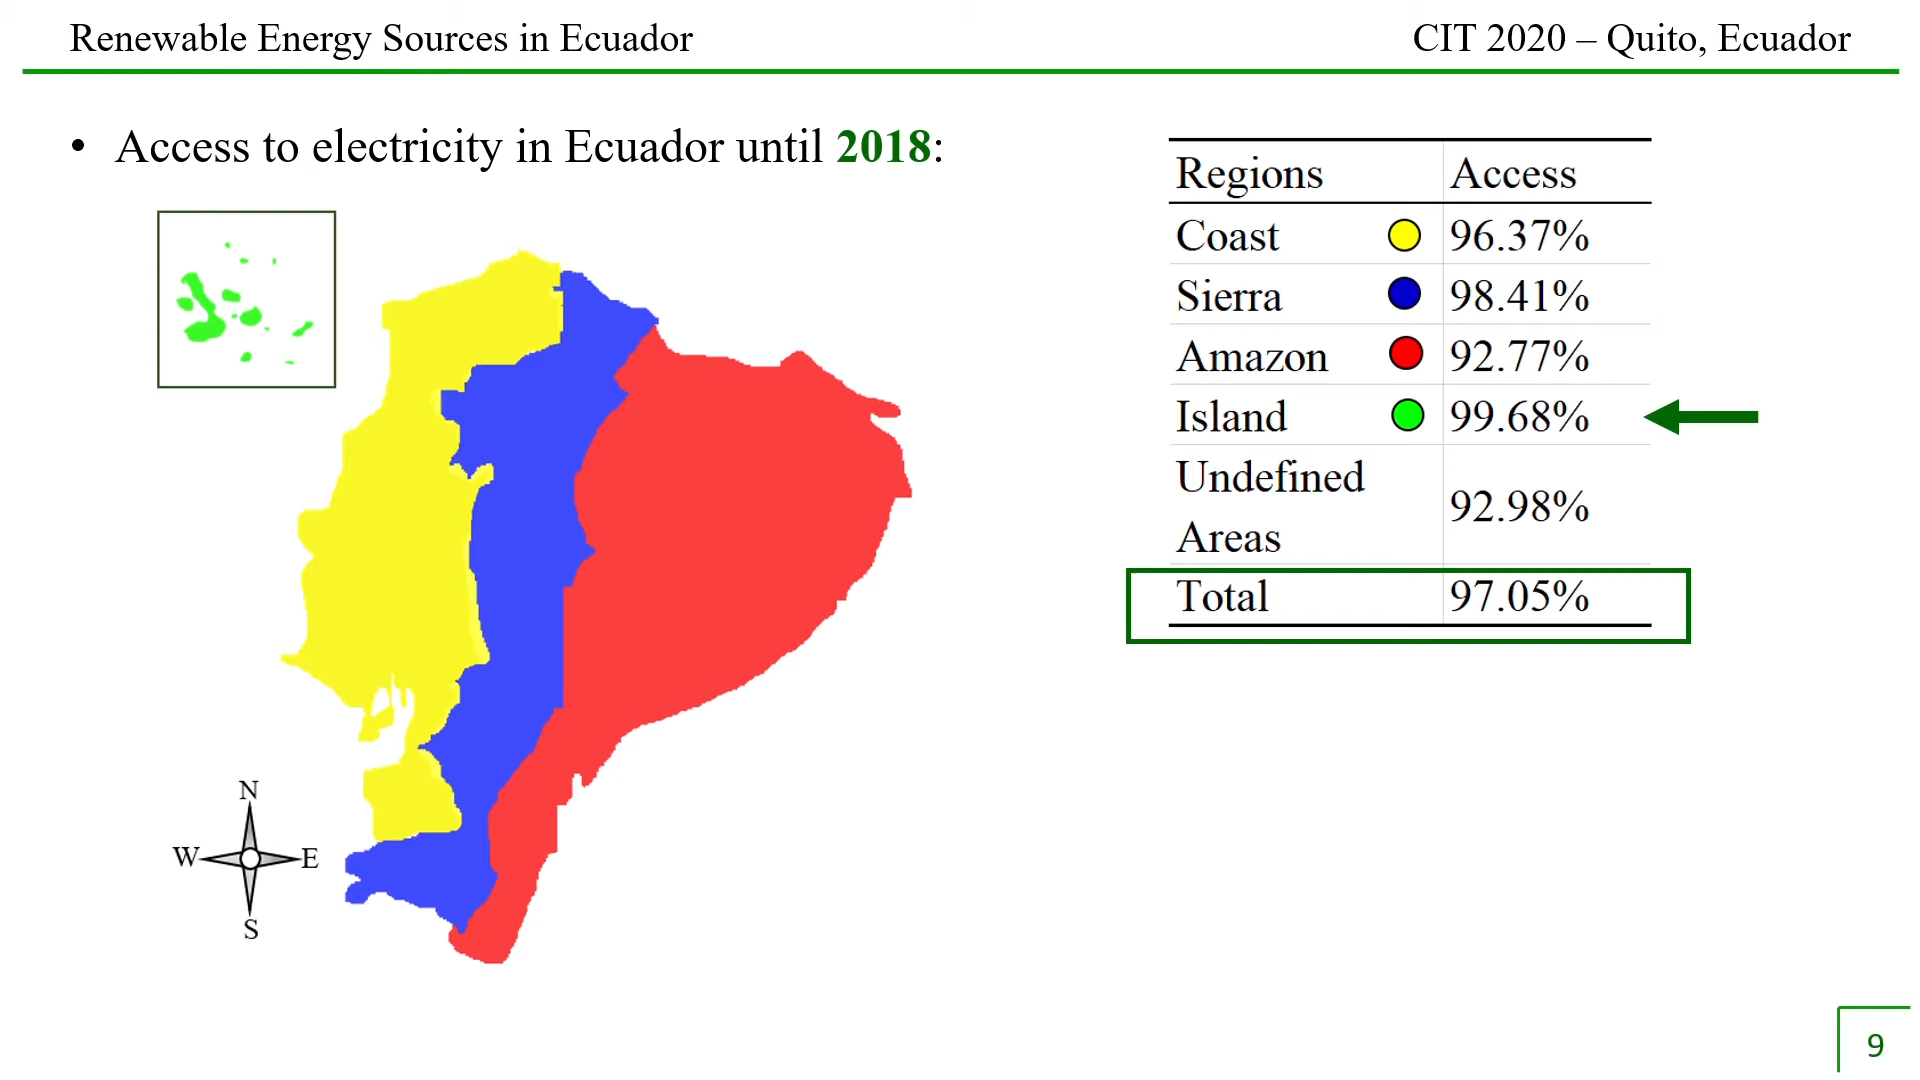 Renewable Energy Sources in Ecuador
CIT 2020 – Quito, Ecuador
• Access to electricity in Ecuador until 2018:
Regions Access
Coast 96.37%
Sierra 98.41%
Amazon 92.77%
Island 99.68%
Undefined
Areas
92.98%
Total 97.05%
N
W E
S
9